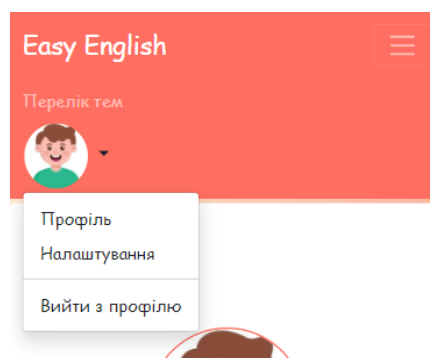 Easy English
Перелік тем
Профіль
Налаштування
Вийти з профілю